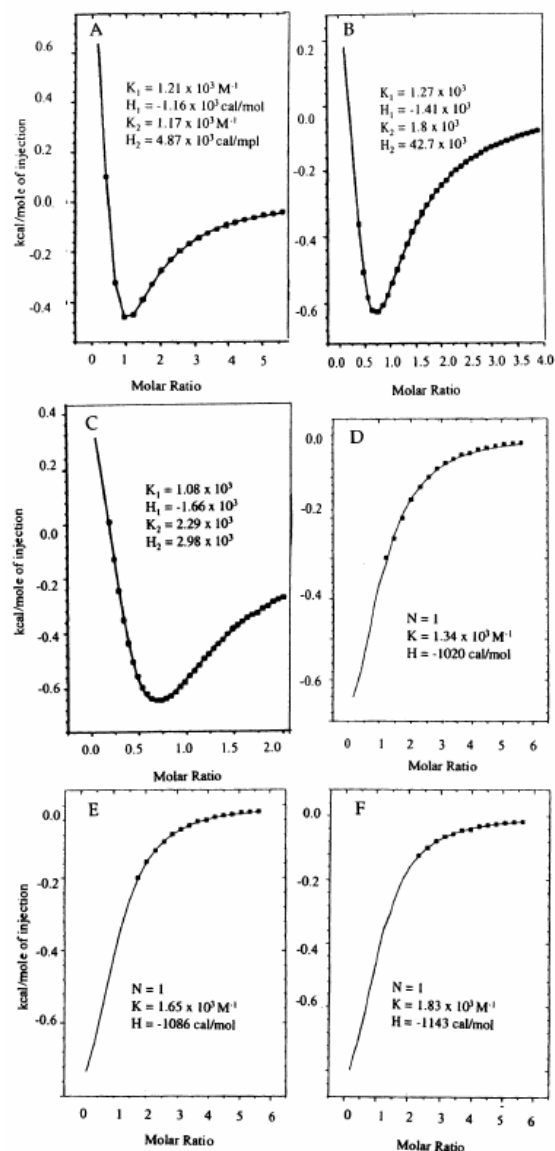 A
kcal/mole of injection
0.6
0.4
0.2
0.0
-0.2
-0.4
K₁ = 1.21 x 10³ M⁻¹
H₁ = -1.16 x 10³ cal/mol
K₂ = 1.17 x 10³ M⁻¹
H₂ = 4.87 x 10³ cal/mpl
0 1 2 3 4 5
Molar Ratio
B
0.2
0.0
-0.2
-0.4
-0.6
K₁ = 1.27 x 10³
H₁ = -1.41 x 10³
K₂ = 1.8 x 10³
H₂ = 42.7 x 10³
0.0 0.5 1.0 1.5 2.0 2.5 3.0 3.5 4.0
Molar Ratio
C
kcal/mole of injection
0.4
0.2
0.0
-0.2
-0.4
-0.6
K₁ = 1.08 x 10³
H₁ = -1.66 x 10³
K₂ = 2.29 x 10³
H₂ = 2.98 x 10³
0.0 0.5 1.0 1.5 2.0
Molar Ratio
D
0.0
-0.2
-0.4
-0.6
N = 1
K = 1.34 x 10³ M⁻¹
H = -1020 cal/mol
0 1 2 3 4 5 6
Molar Ratio
E
kcal/mole of injection
0.0
-0.2
-0.4
-0.6
N = 1
K = 1.65 x 10³ M⁻¹
H = -1086 cal/mol
0 1 2 3 4 5 6
Molar Ratio
F
0.0
-0.2
-0.4
-0.6
N = 1
K = 1.83 x 10³ M⁻¹
H = -1143 cal/mol
0 1 2 3 4 5 6
Molar Ratio